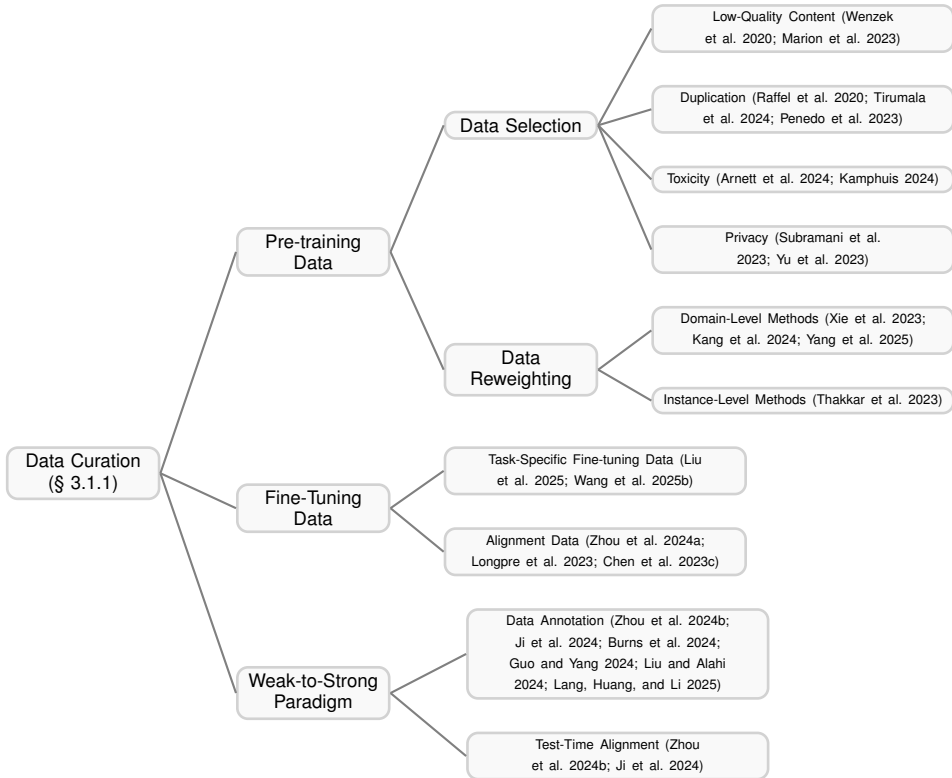 Data Curation
(§ 3.1.1)
Pre-training
Data
Data Selection
Low-Quality Content (Wenzek
et al. 2020; Marion et al. 2023)
Duplication (Raffel et al. 2020; Tirumala
et al. 2024; Penedo et al. 2023)
Toxicity (Arnett et al. 2024; Kamphuis 2024)
Privacy (Subramani et al.
2023; Yu et al. 2023)
Data
Reweighting
Domain-Level Methods (Xie et al. 2023;
Kang et al. 2024; Yang et al. 2025)
Instance-Level Methods (Thakkar et al. 2023)
Fine-Tuning
Data
Task-Specific Fine-tuning Data (Liu
et al. 2025; Wang et al. 2025b)
Alignment Data (Zhou et al. 2024a;
Longpre et al. 2023; Chen et al. 2023c)
Weak-to-Strong
Paradigm
Data Annotation (Zhou et al. 2024b;
Ji et al. 2024; Burns et al. 2024;
Guo and Yang 2024; Liu and Alahi
2024; Lang, Huang, and Li 2025)
Test-Time Alignment (Zhou
et al. 2024b; Ji et al. 2024)